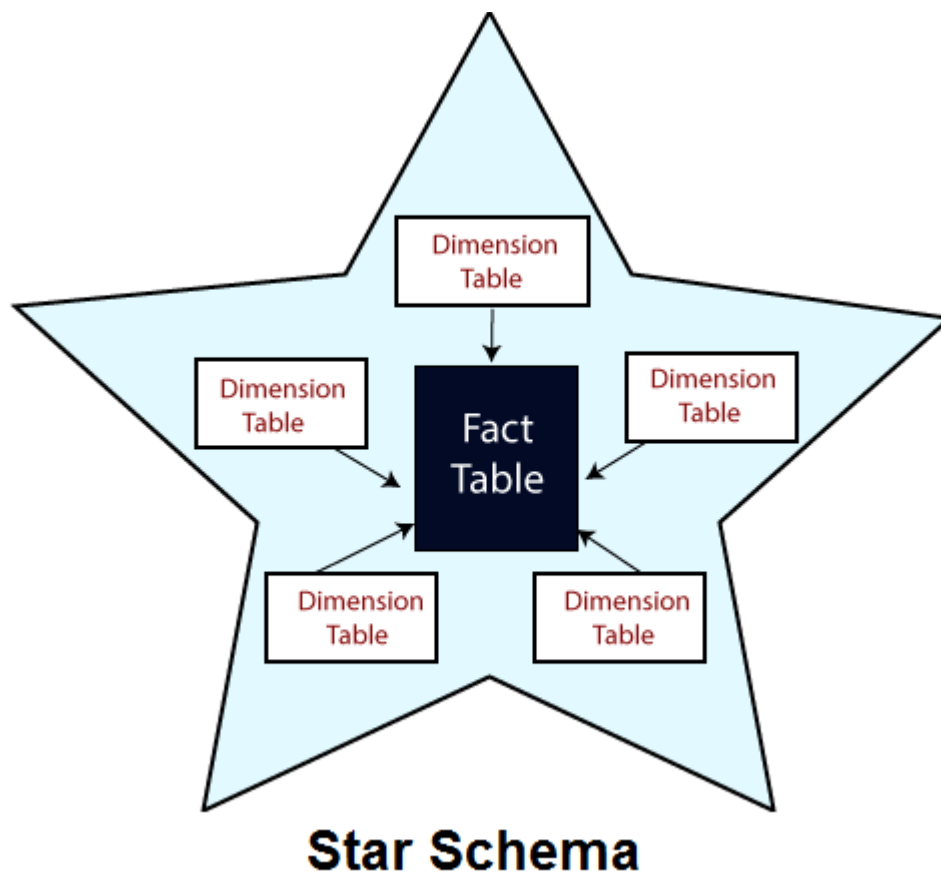 Dimension
Table
Dimension
Table
Fact
Table
Dimension
Table
Dimension
Table
Dimension
Table
Star Schema